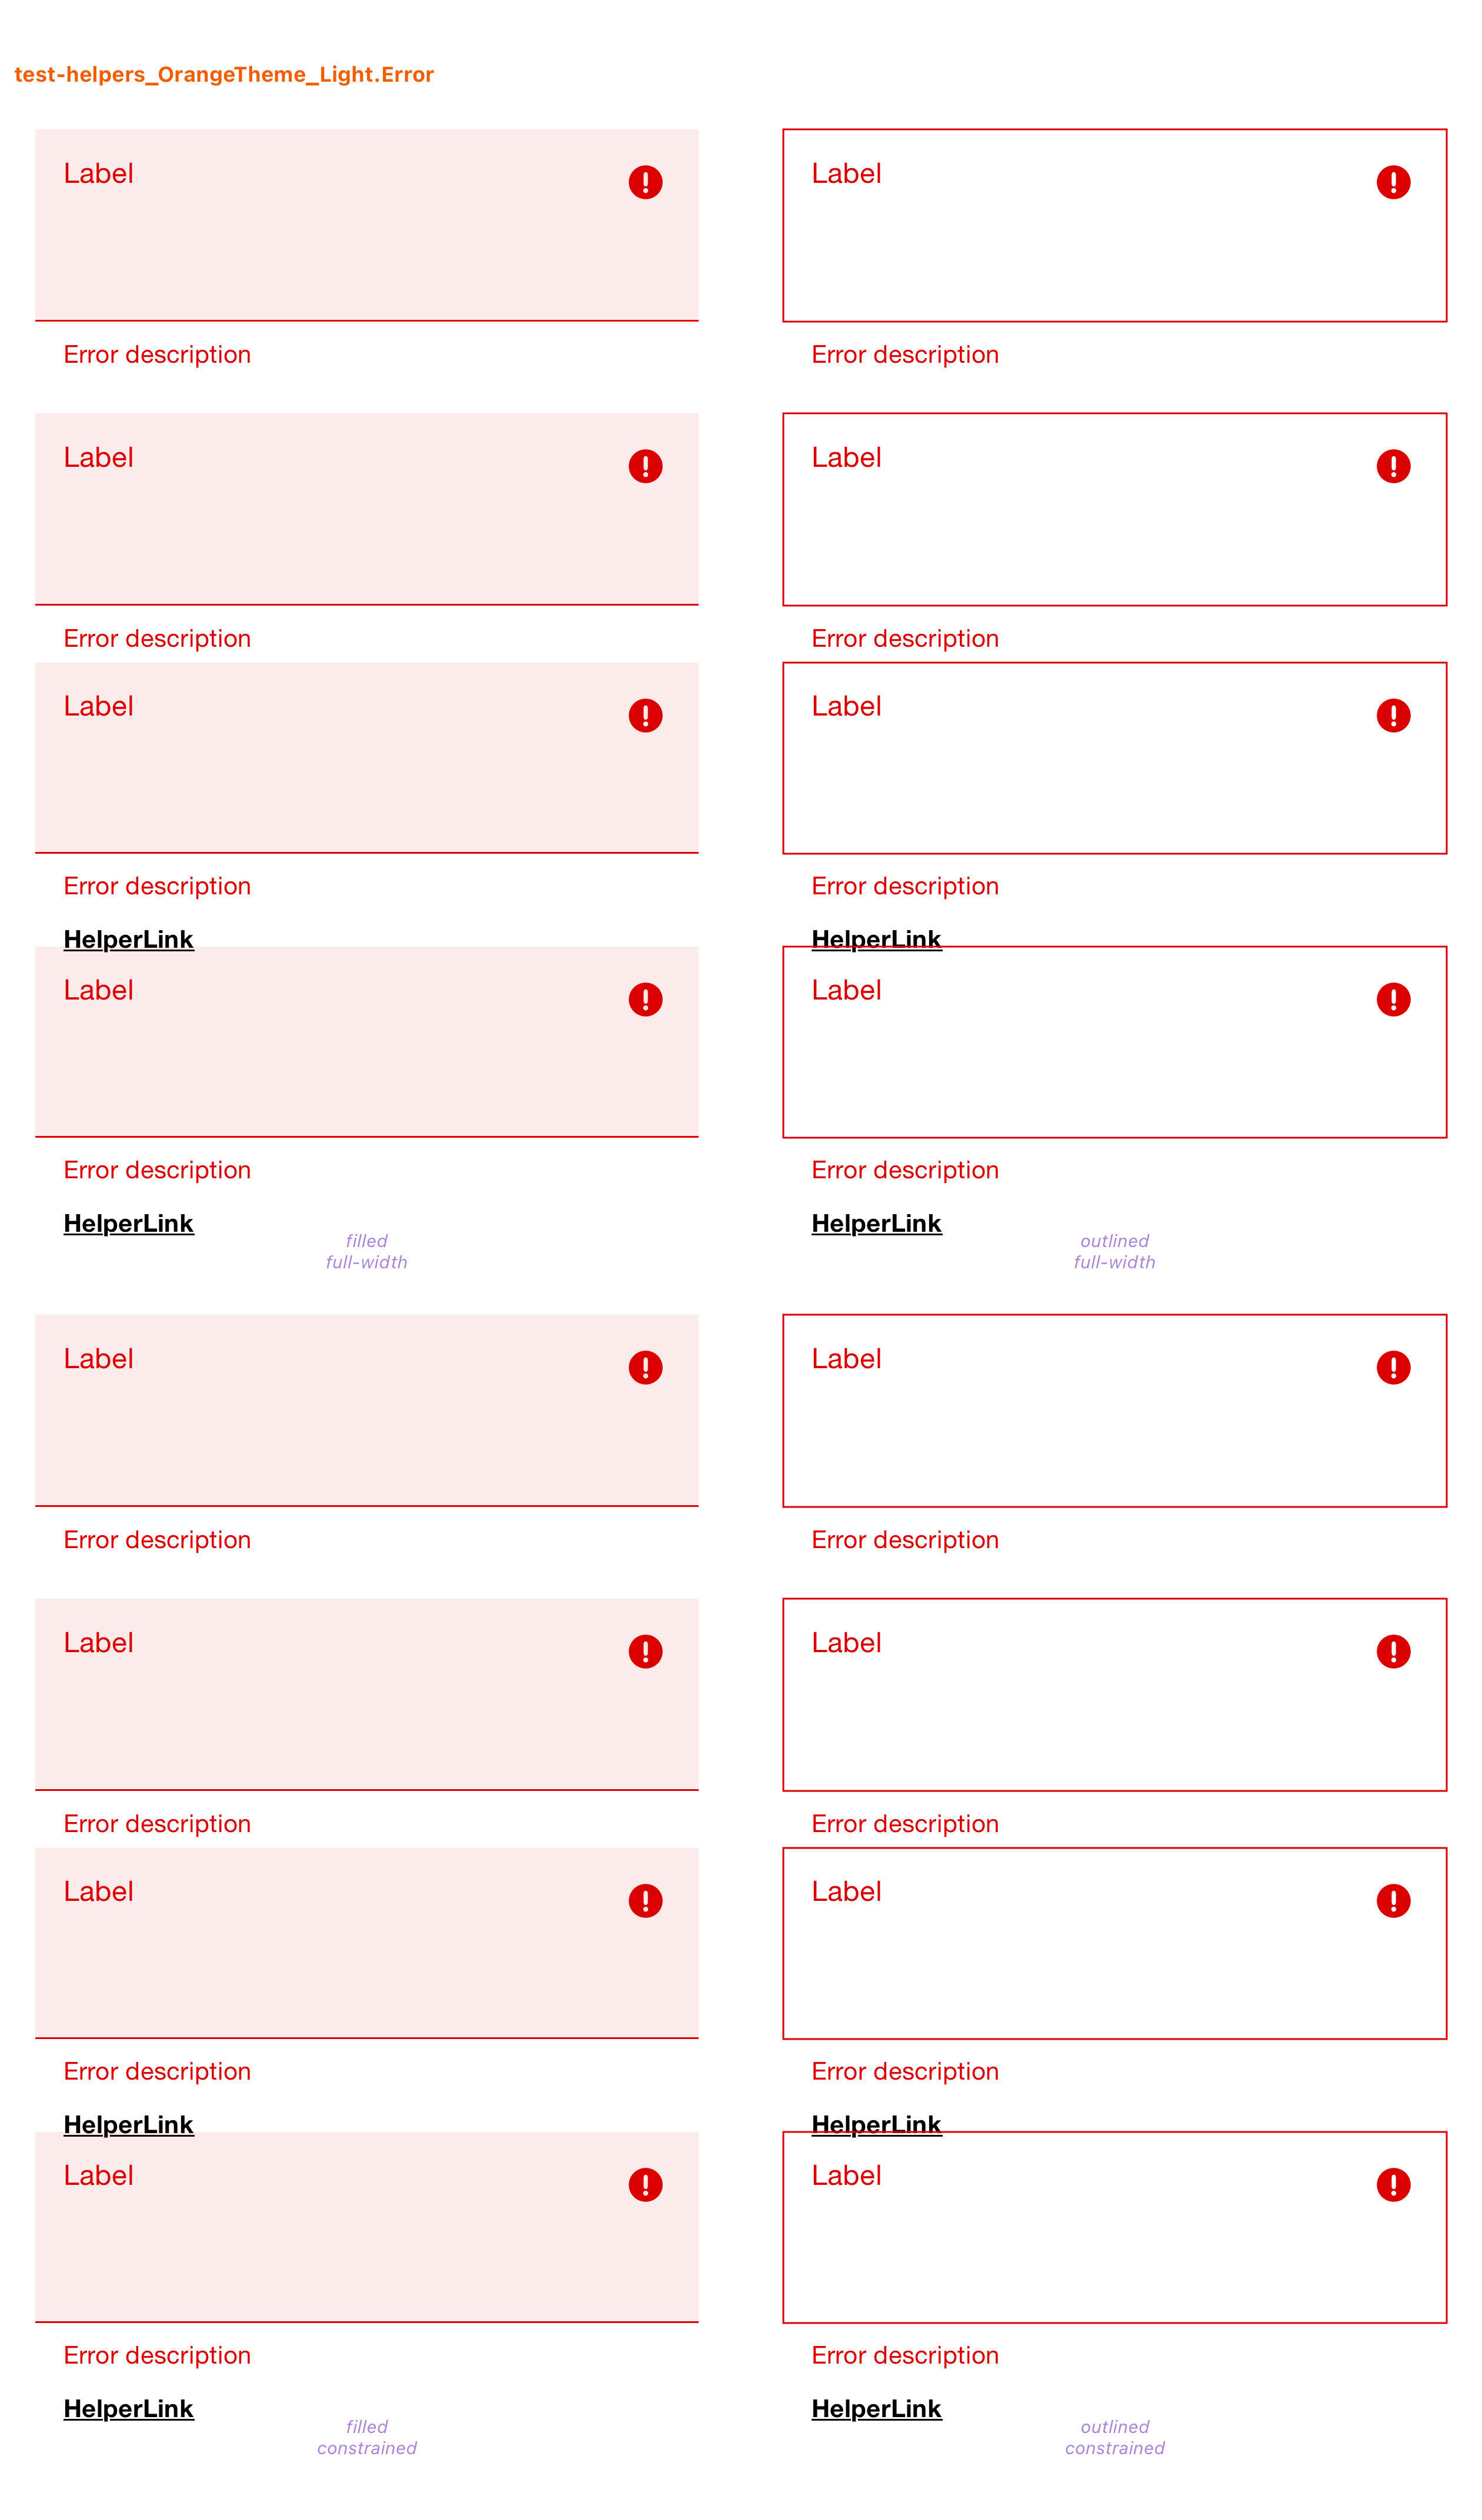 test-helpers_OrangeTheme_Light.Error
Label
Label
Error description
Error description
Label
Label
Error description
Error description
Label
Label
Error description
Error description
HelperLink
HelperLink
Label
Label
Error description
Error description
HelperLink
HelperLink
filled
full-width
outlined
full-width
Label
Label
Error description
Error description
Label
Label
Error description
Error description
Label
Label
Error description
Error description
HelperLink
HelperLink
Label
Label
Error description
Error description
HelperLink
HelperLink
filled
constrained
outlined
constrained